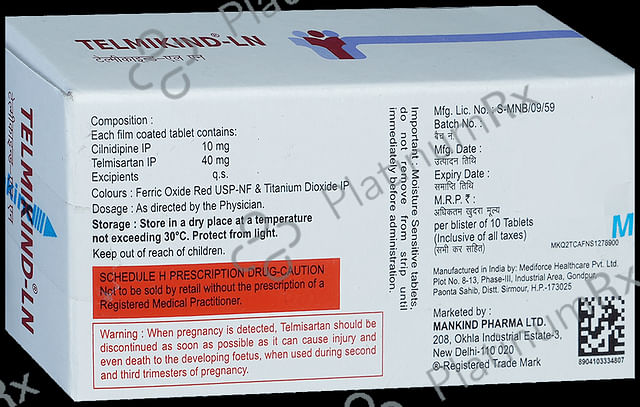 TELMIKIND®-LN
टेल्मीकाइन्ड-एल एन
TELMIKIND®-LN
टेल्मीकाइन्ड-एल एन
Composition :
Each film coated tablet contains:
Cilnidipine IP 10 mg
Telmisartan IP 40 mg
Excipients q.s.
Colours : Ferric Oxide Red USP-NF & Titanium Dioxide IP
Dosage : As directed by the Physician.
Storage : Store in a dry place at a temperature
not exceeding 30°C. Protect from light.
Keep out of reach of children.
SCHEDULE H PRESCRIPTION DRUG-CAUTION
Not to be sold by retail without the prescription of a
Registered Medical Practitioner.
Warning : When pregnancy is detected, Telmisartan should be
discontinued as soon as possible as it can cause injury and
even death to the developing foetus, when used during second
and third trimesters of pregnancy.
Important : Moisture Sensitive tablets,
do not remove from strip until
immediately before administration.
Mfg. Lic. No. : S-MNB/09/59
Batch No. :
बैच नं.
Mfg. Date :
उत्पादन तिथि
Expiry Date :
समाप्ति तिथि
M.R.P. ₹ :
अधिकतम खुदरा मूल्य
per blister of 10 Tablets
(Inclusive of all taxes)
(सभी कर सहित)
M
MKQ2TCAFNS1276900
Manufactured in India by: Mediforce Healthcare Pvt. Ltd.
Plot No. 8-13, Phase-III, Industrial Area, Gondpur,
Paonta Sahib, Distt. Sirmour, H.P.-173025
Marketed by :
MANKIND PHARMA LTD.
208, Okhla Industrial Estate-3,
New Delhi-110 020
®-Registered Trade Mark
8904103334807
PlatinumRx
PlatinumRx
Rx